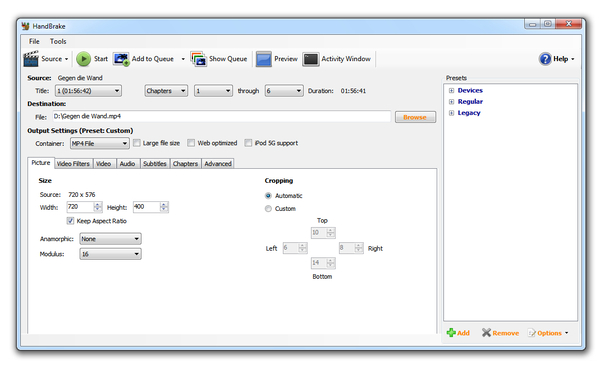 HandBrake
File Tools
Source Start Add to Queue Show Queue Preview Activity Window Help
Source: Gegen die Wand
Title: 1 (01:56:42) Chapters 1 through 6 Duration: 01:56:41
Destination:
File: D:\Gegen die Wand.mp4 Browse
Output Settings (Preset: Custom)
Container: MP4 File Large file size Web optimized iPod 5G support
Picture Video Filters Video Audio Subtitles Chapters Advanced
Size
Source: 720 x 576
Width: 720 Height: 400
Keep Aspect Ratio
Anamorphic: None
Modulus: 16
Cropping
Automatic
Custom
Top
10
Left 6 8 Right
14
Bottom
Presets
Devices
Regular
Legacy
Add Remove Options